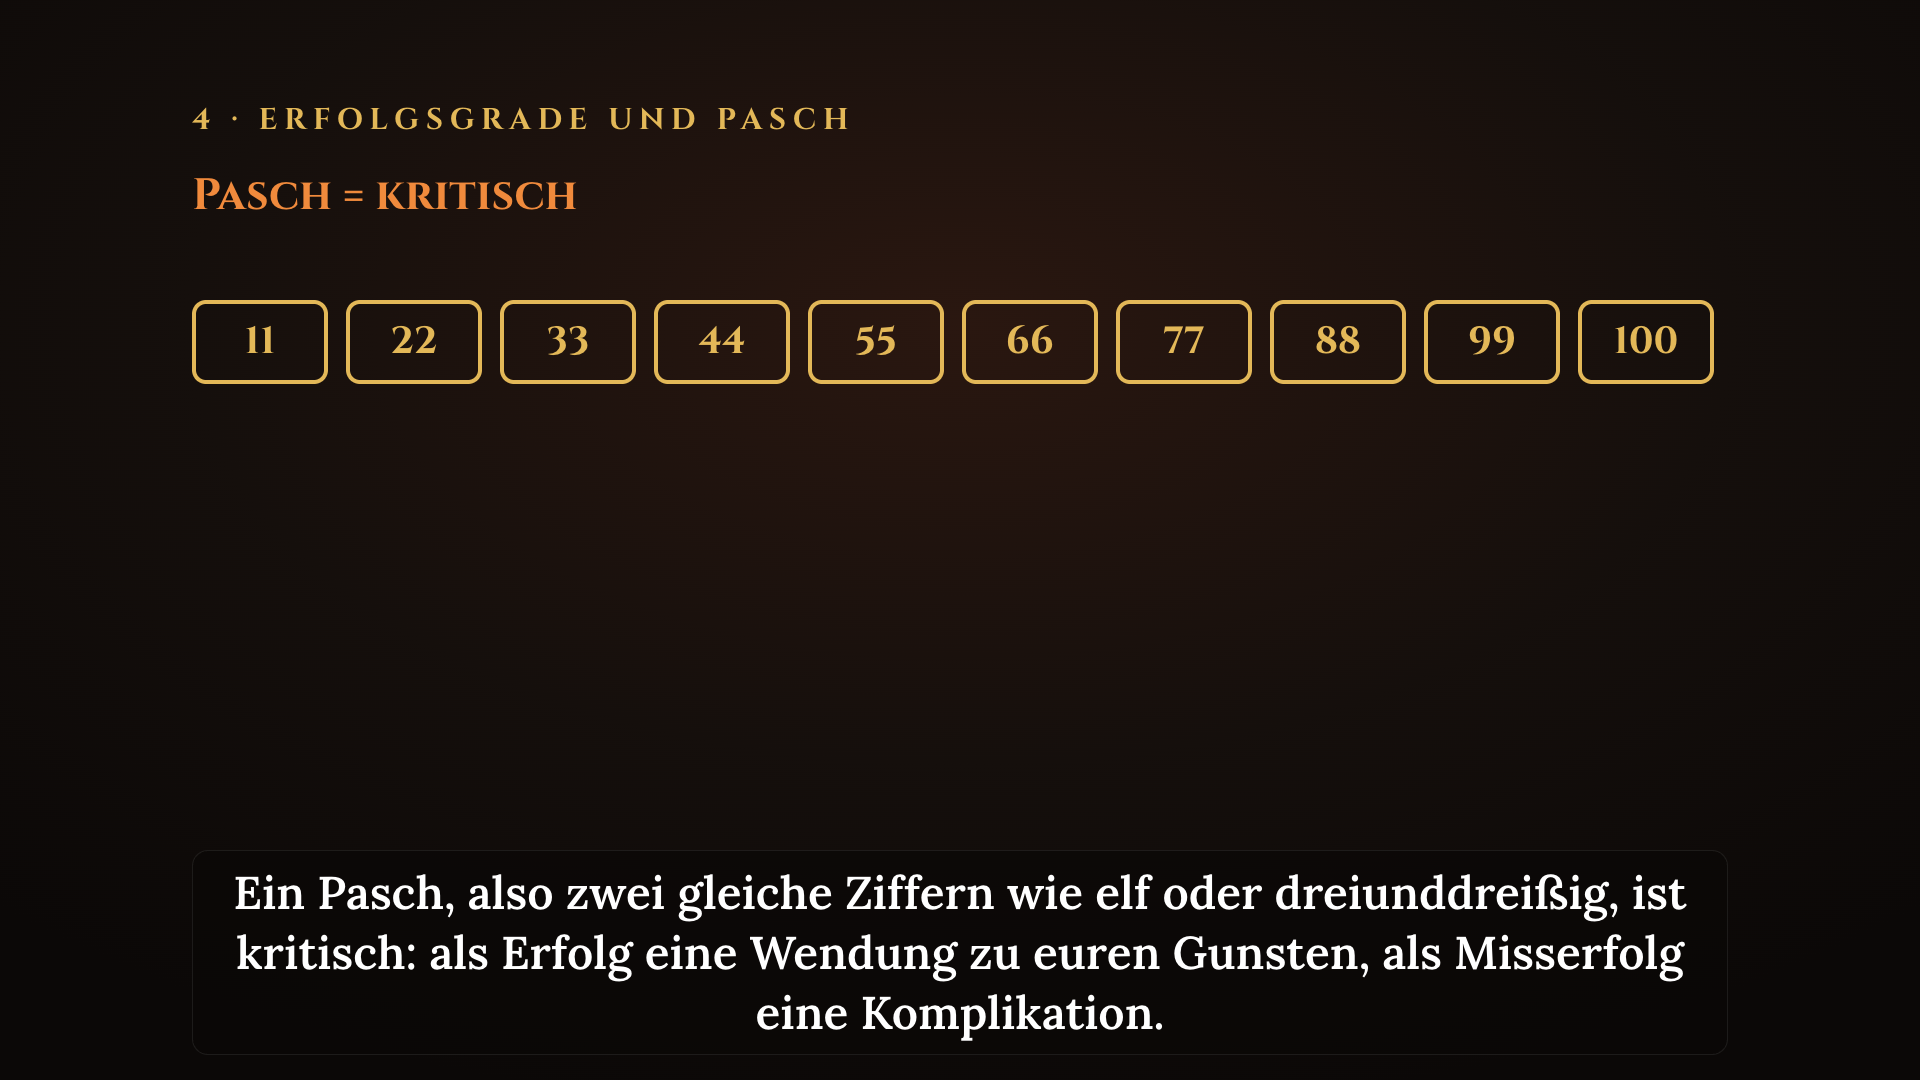 4 · ERFOLGSGRADE UND PASCH
Pasch = kritisch
11 22 33 44 55 66 77 88 99 100
Ein Pasch, also zwei gleiche Ziffern wie elf oder dreiunddreißig, ist
kritisch: als Erfolg eine Wendung zu euren Gunsten, als Misserfolg
eine Komplikation.